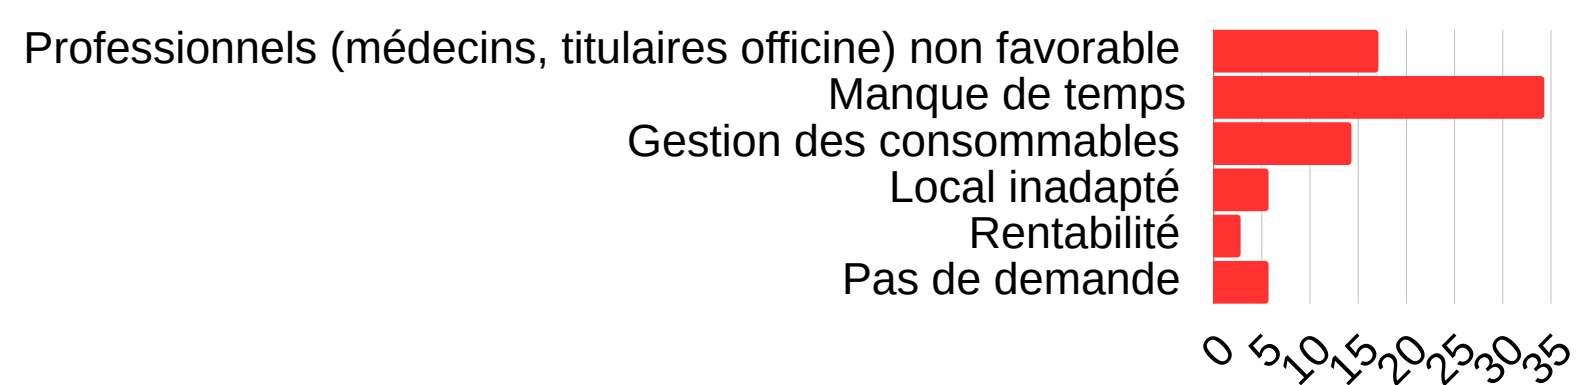 Professionnels (médecins, titulaires officine) non favorable
Manque de temps
Gestion des consommables
Local inadapté
Rentabilité
Pas de demande
0 5 10 15 20 25 30 35